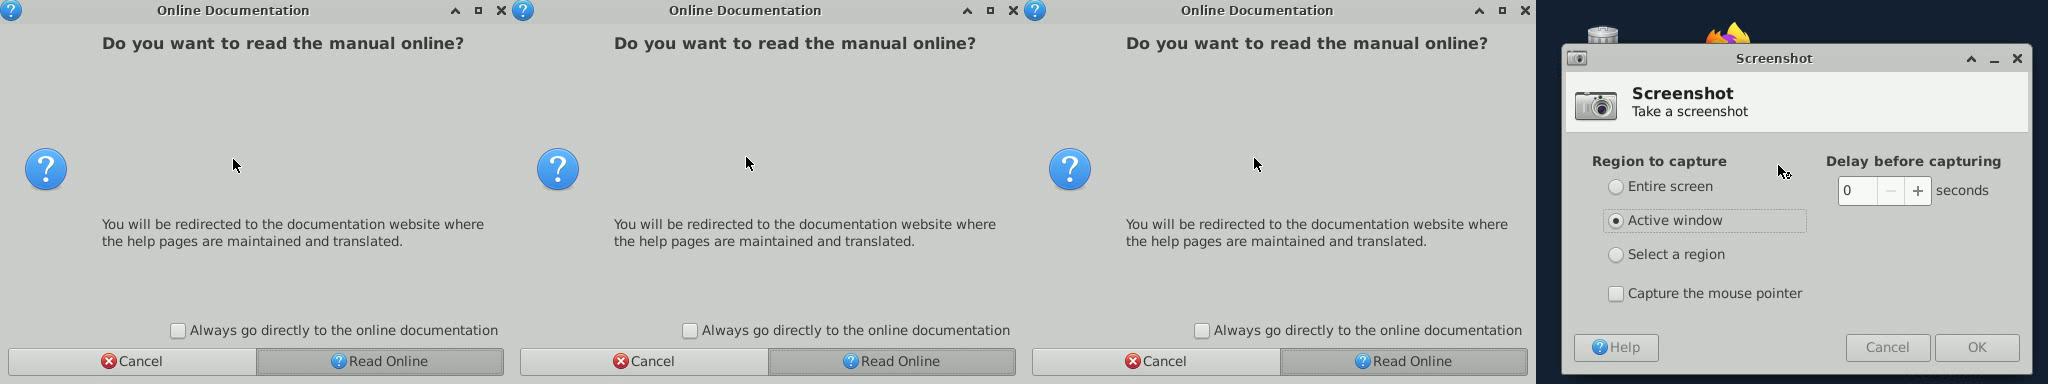 Online Documentation
Do you want to read the manual online?
You will be redirected to the documentation website where
the help pages are maintained and translated.
Always go directly to the online documentation
Cancel
Read Online
Online Documentation
Do you want to read the manual online?
You will be redirected to the documentation website where
the help pages are maintained and translated.
Always go directly to the online documentation
Cancel
Read Online
Online Documentation
Do you want to read the manual online?
You will be redirected to the documentation website where
the help pages are maintained and translated.
Always go directly to the online documentation
Cancel
Read Online
Screenshot
Screenshot
Take a screenshot
Region to capture
Entire screen
Active window
Select a region
Capture the mouse pointer
Delay before capturing
0 seconds
Help
Cancel
OK